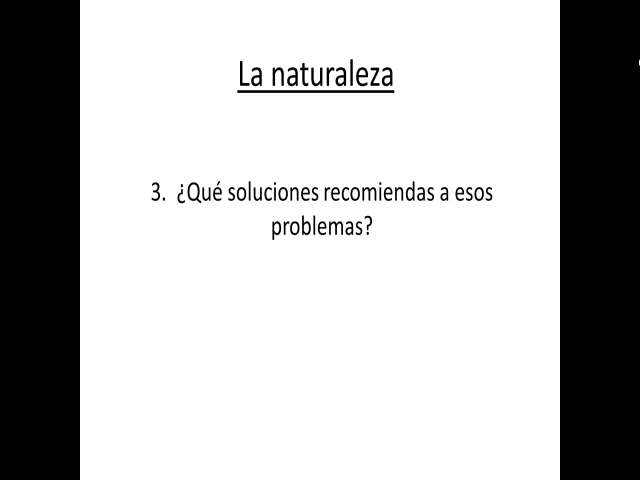 La naturaleza
3. ¿Qué soluciones recomiendas a esos
problemas?